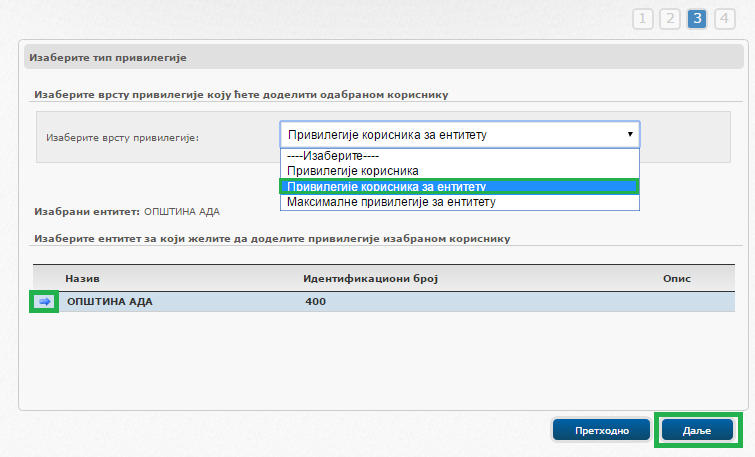 1 2 3 4
Изаберите тип привилегије
Изаберите врсту привилегије коју ћете доделити одабраном кориснику
Изаберите врсту привилегије:
Привилегије корисника за ентитету
----Изаберите----
Привилегије корисника
Привилегије корисника за ентитету
Максималне привилегије за ентитету
Изабрани ентитет: ОПШТИНА АДА
Изаберите ентитет за који желите да доделите привилегије изабраном кориснику
Назив Идентификациони број Опис
ОПШТИНА АДА 400
Претходно Даље